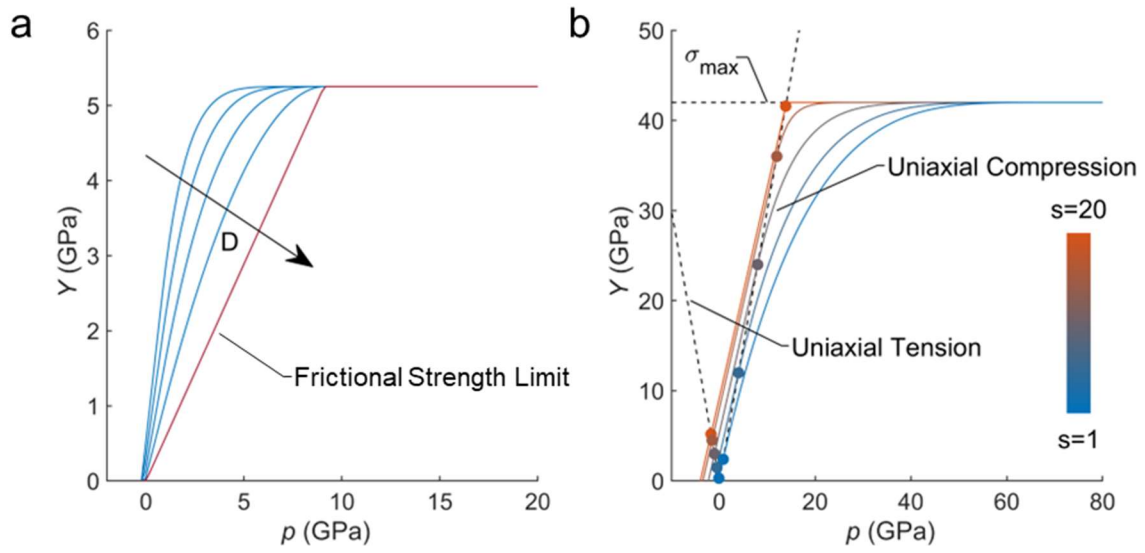 a
6
5
4
3
2
1
0
Y (GPa)
D
Frictional Strength Limit
0
5
10
15
20
p (GPa)
b
50
40
30
20
10
0
Y (GPa)
σmax
Uniaxial Compression
Uniaxial Tension
s=20
s=1
0
20
40
60
80
p (GPa)